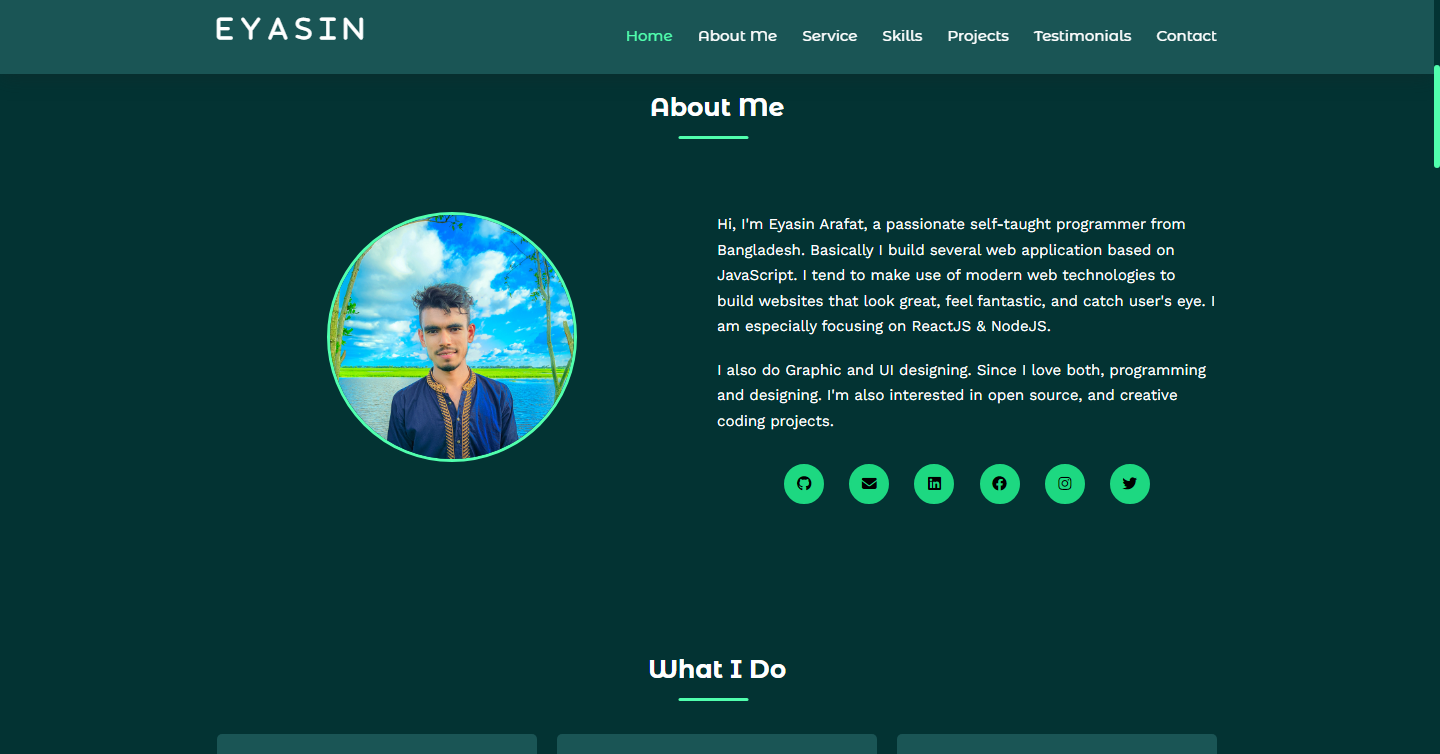 EYASIN
Home About Me Service Skills Projects Testimonials Contact
About Me
Hi, I'm Eyasin Arafat, a passionate self-taught programmer from
Bangladesh. Basically I build several web application based on
JavaScript. I tend to make use of modern web technologies to
build websites that look great, feel fantastic, and catch user's eye. I
am especially focusing on ReactJS & NodeJS.
I also do Graphic and UI designing. Since I love both, programming
and designing. I'm also interested in open source, and creative
coding projects.
What I Do